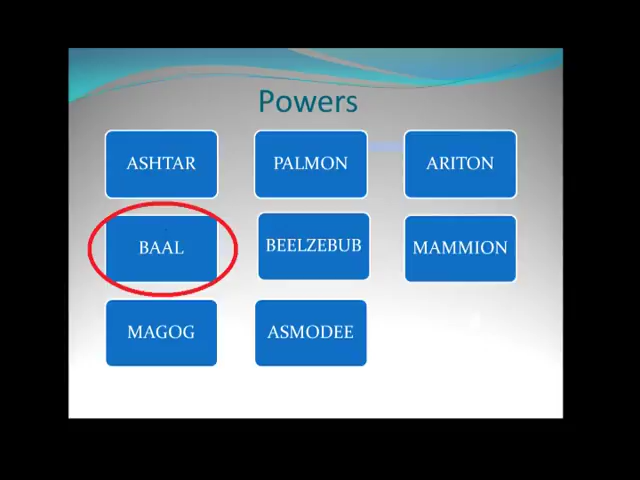 Powers
ASHTAR
PALMON
ARITON
BAAL
BEELZEBUB
MAMMION
MAGOG
ASMODEE